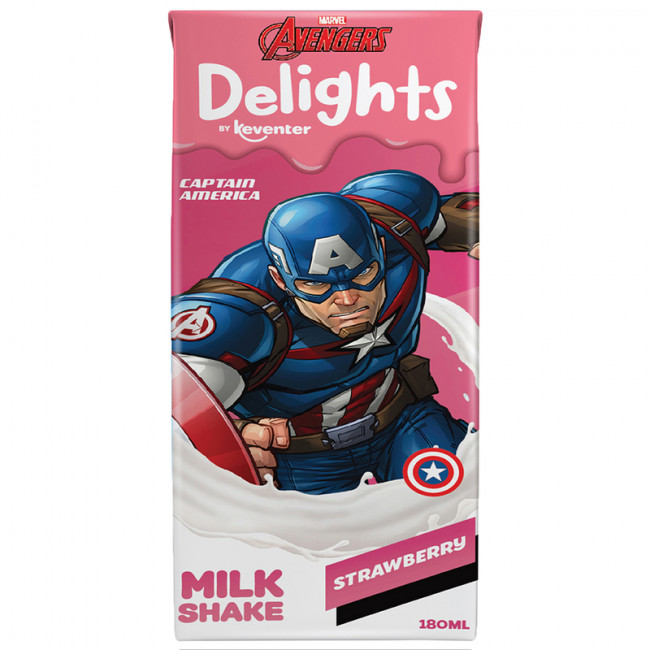 MARVEL
AVENGERS
Delights
BY Keventer
CAPTAIN
AMERICA
A
STRAWBERRY
MILK
SHAKE
180ML